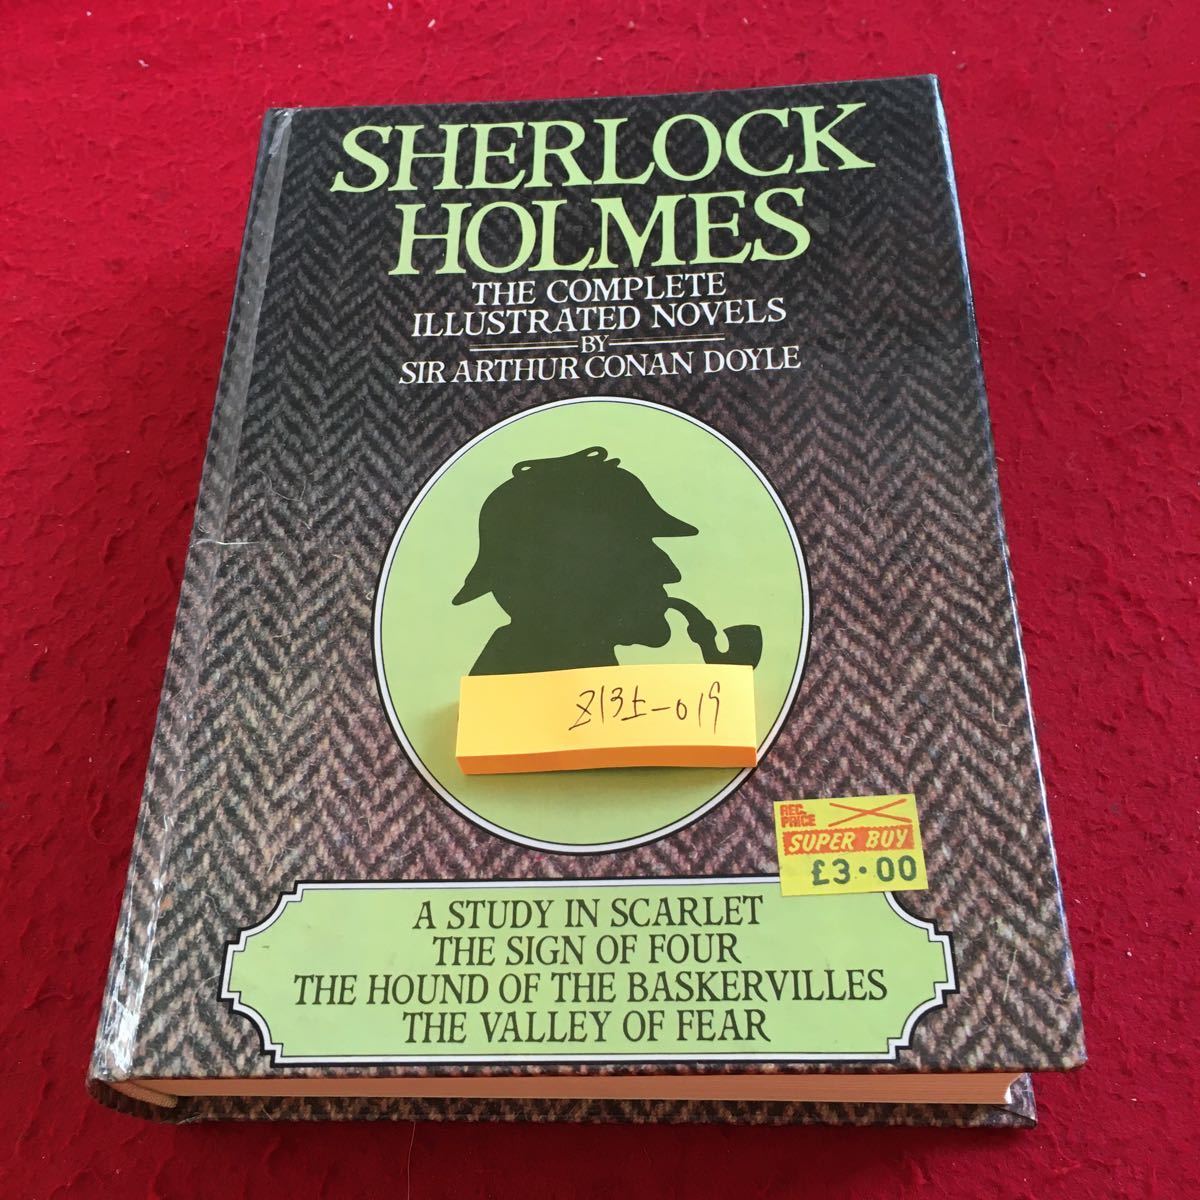 SHERLOCK
HOLMES
THE COMPLETE
ILLUSTRATED NOVELS
BY
SIR ARTHUR CONAN DOYLE
Z13上-019
REC.
PRICE
SUPER BUY
£3.00
A STUDY IN SCARLET
THE SIGN OF FOUR
THE HOUND OF THE BASKERVILLES
THE VALLEY OF FEAR